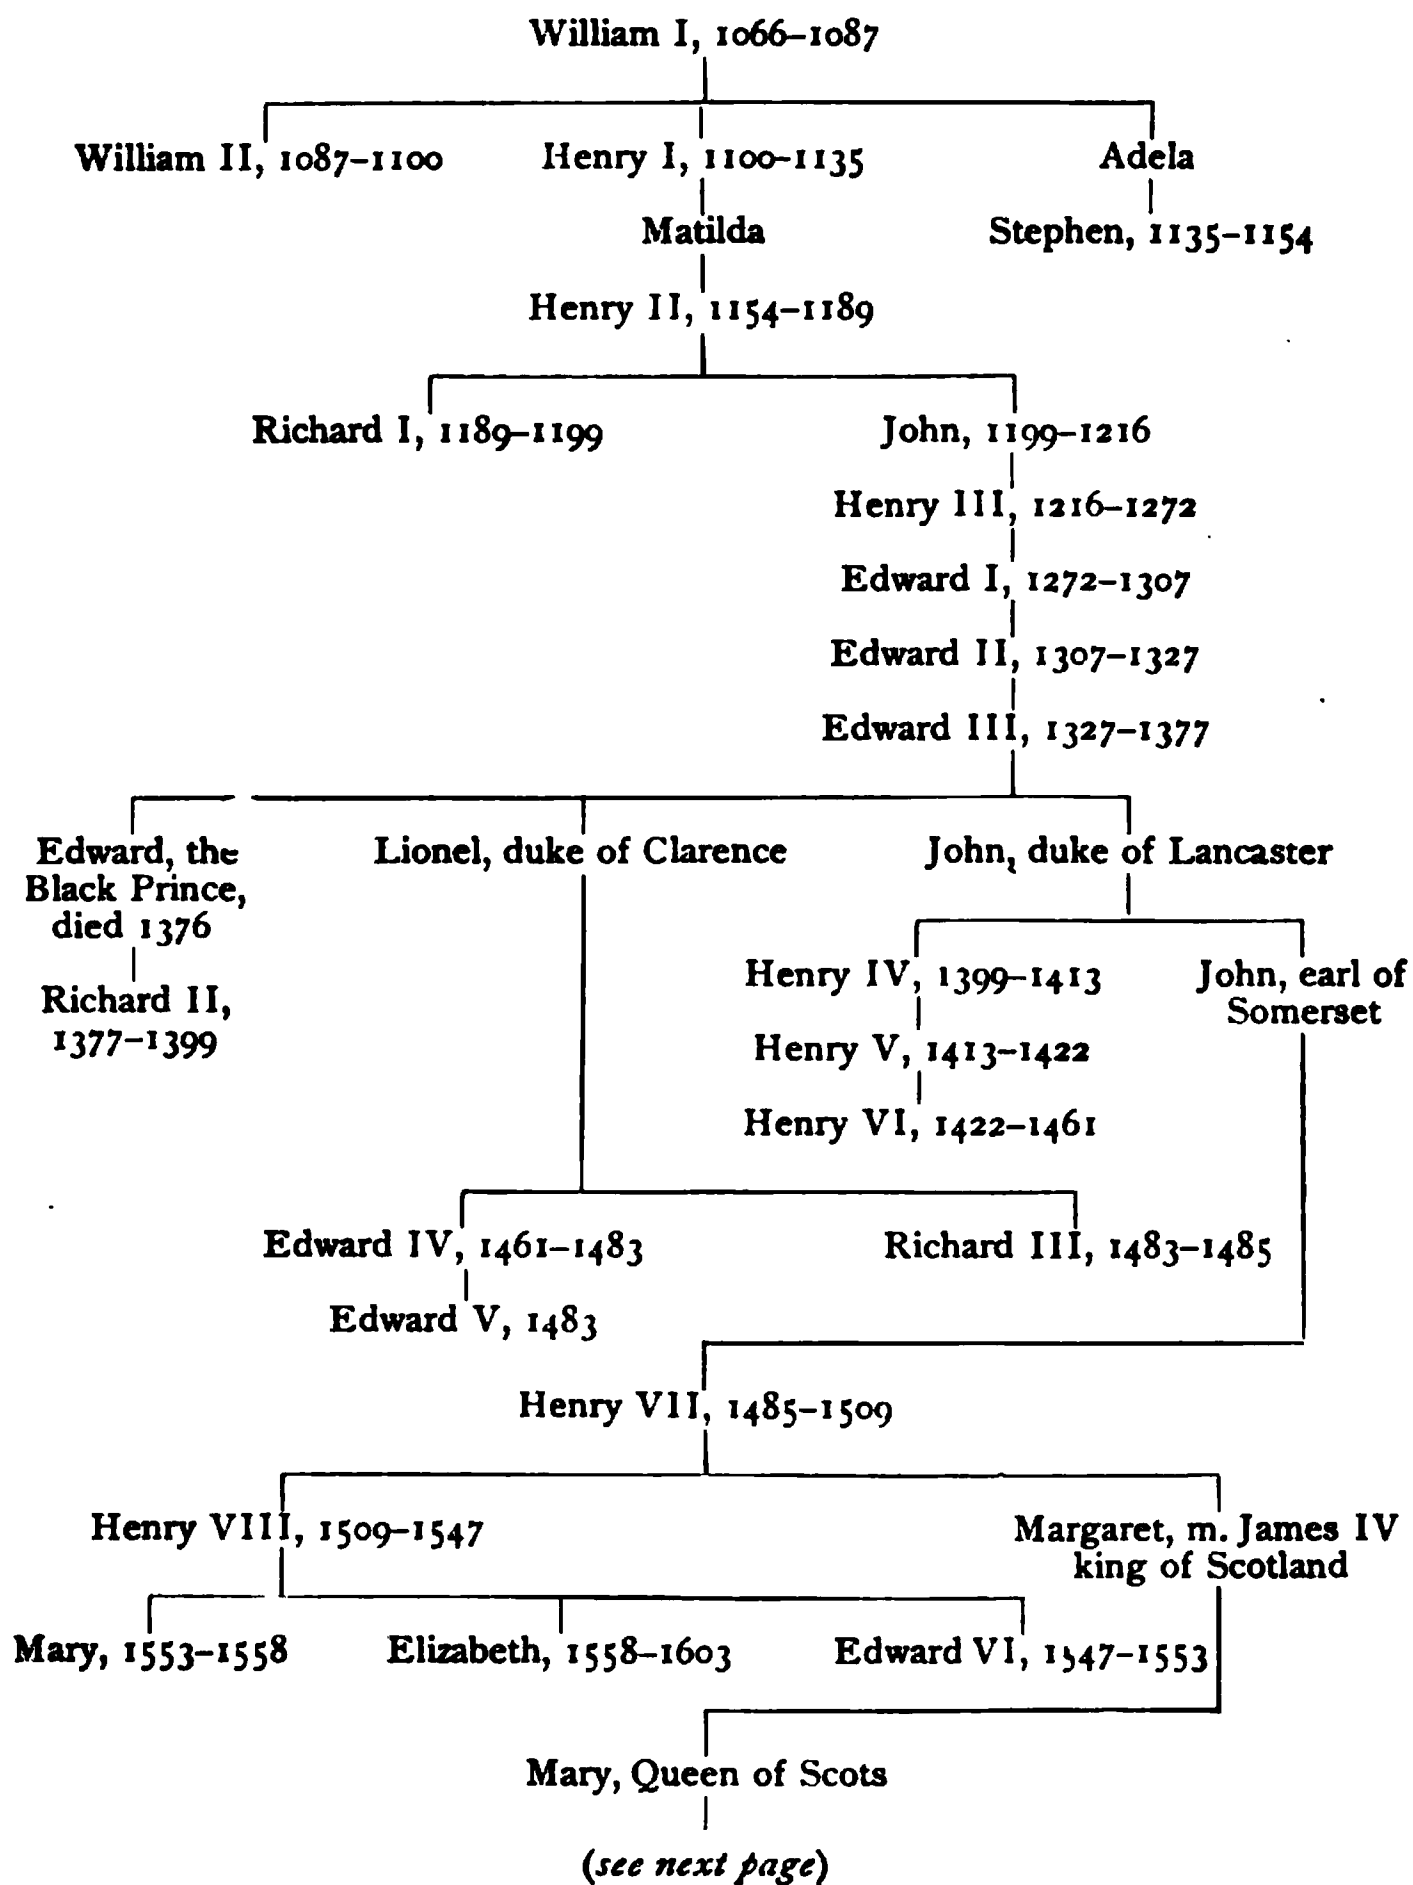 William I, 1066–1087
William II, 1087–1100
Henry I, 1100–1135
Adela
Matilda
Stephen, 1135–1154
Henry II, 1154–1189
Richard I, 1189–1199
John, 1199–1216
Henry III, 1216–1272
Edward I, 1272–1307
Edward II, 1307–1327
Edward III, 1327–1377
Edward, the
Black Prince,
died 1376
Lionel, duke of Clarence
John, duke of Lancaster
Richard II,
1377–1399
Henry IV, 1399–1413
John, earl of
Somerset
Henry V, 1413–1422
Henry VI, 1422–1461
Edward IV, 1461–1483
Richard III, 1483–1485
Edward V, 1483
Henry VII, 1485–1509
Henry VIII, 1509–1547
Margaret, m. James IV
king of Scotland
Mary, 1553–1558
Elizabeth, 1558–1603
Edward VI, 1547–1553
Mary, Queen of Scots
(see next page)